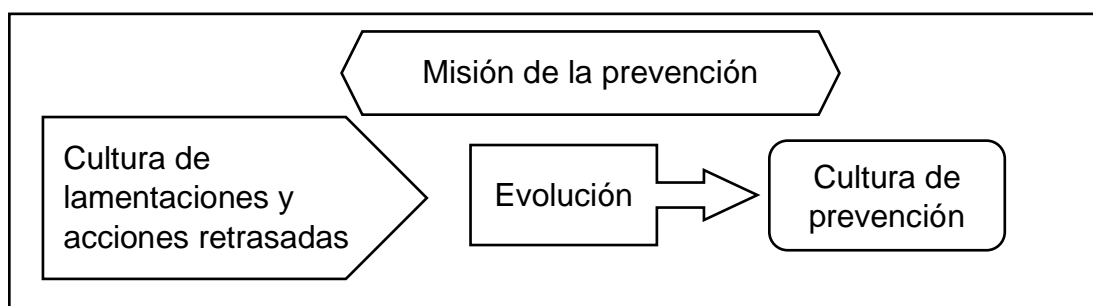 Misión de la prevención
Cultura de
lamentaciones y
acciones retrasadas
Evolución
Cultura de
prevención